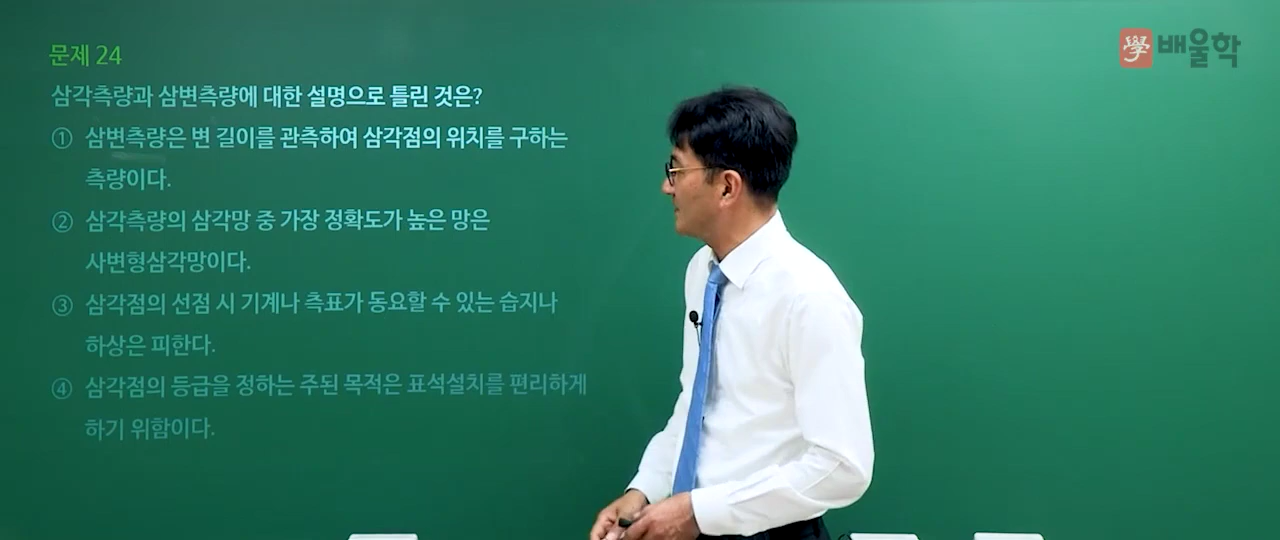 學 배울학
문제 24
삼각측량과 삼변측량에 대한 설명으로 틀린 것은?
① 삼변측량은 변 길이를 관측하여 삼각점의 위치를 구하는
측량이다.
② 삼각측량의 삼각망 중 가장 정확도가 높은 망은
사변형삼각망이다.
③ 삼각점의 선점 시 기계나 측표가 동요할 수 있는 습지나
하상은 피한다.
④ 삼각점의 등급을 정하는 주된 목적은 표석설치를 편리하게
하기 위함이다.